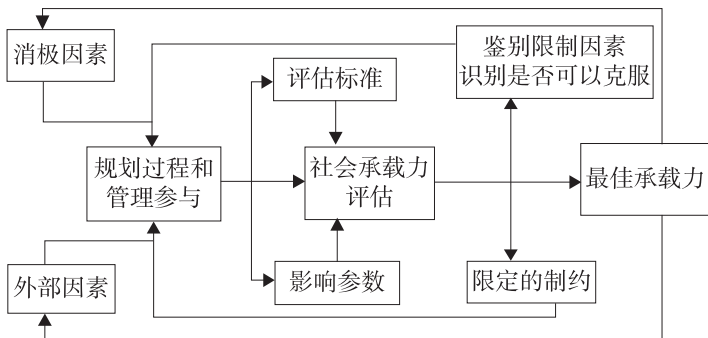 消极因素
鉴别限制因素
识别是否可以克服
评估标准
规划过程和
管理参与
社会承载力
评估
最佳承载力
外部因素
影响参数
限定的制约